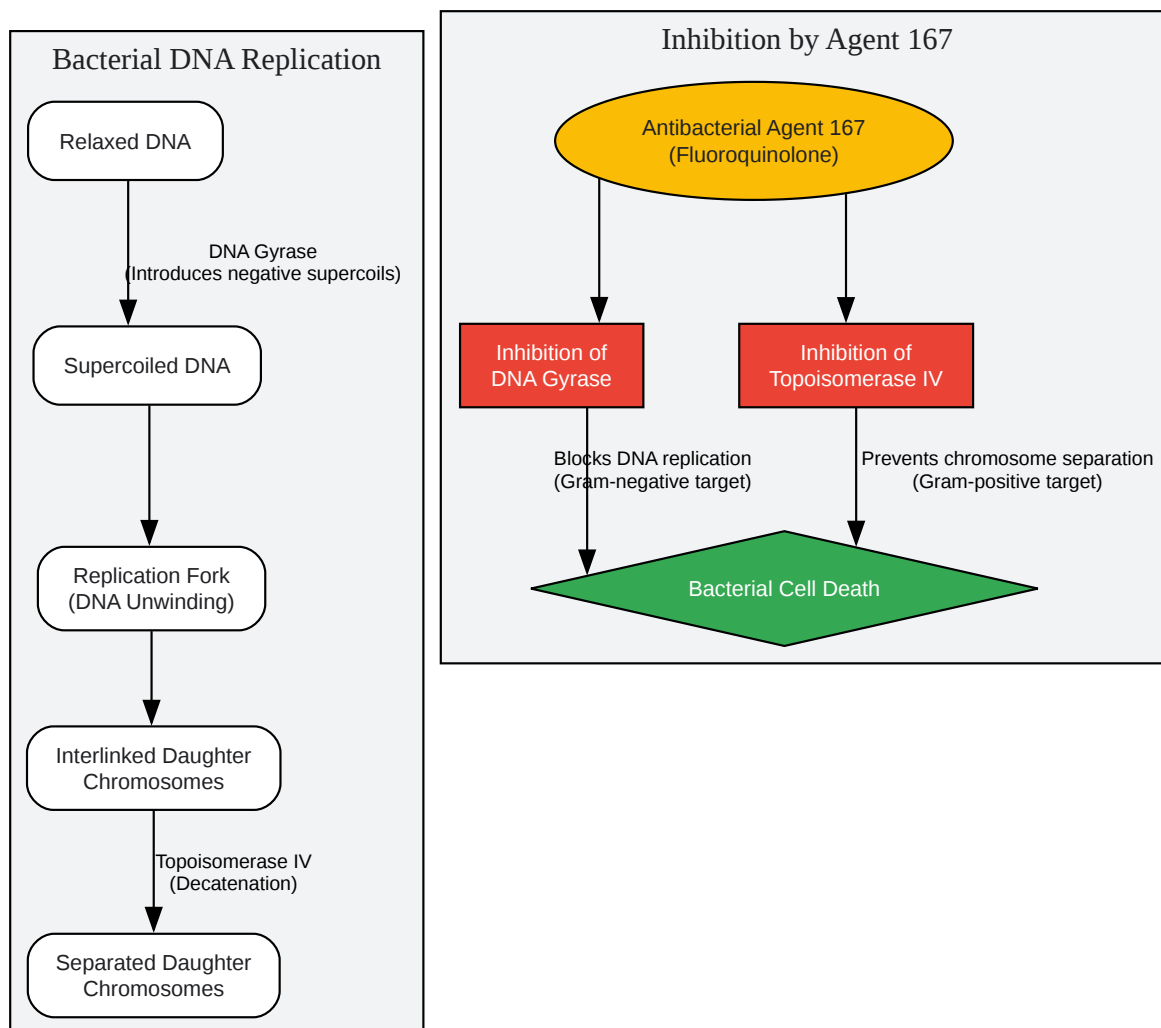 Bacterial DNA Replication
Relaxed DNA
DNA Gyrase
(Introduces negative supercoils)
Supercoiled DNA
Replication Fork
(DNA Unwinding)
Interlinked Daughter
Chromosomes
Topoisomerase IV
(Decatenation)
Separated Daughter
Chromosomes
Inhibition by Agent 167
Antibacterial Agent 167
(Fluoroquinolone)
Inhibition of
DNA Gyrase
Inhibition of
Topoisomerase IV
Blocks DNA replication
(Gram-negative target)
Prevents chromosome separation
(Gram-positive target)
Bacterial Cell Death